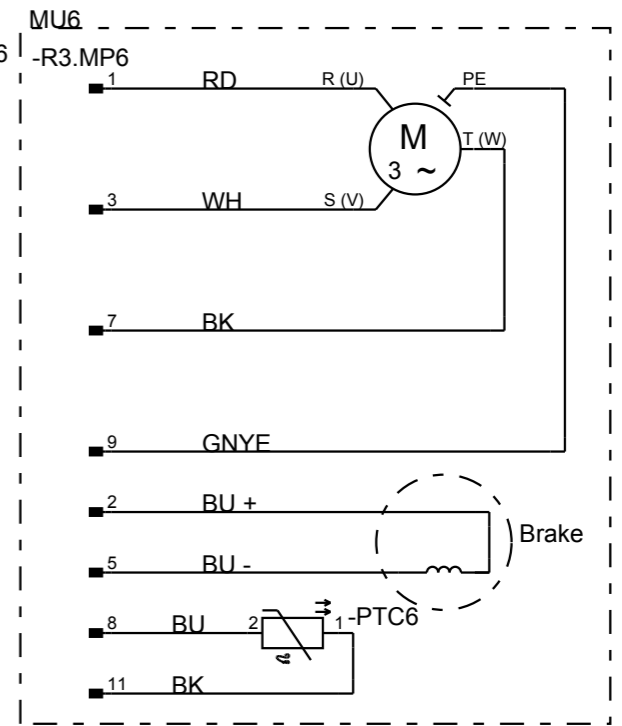 MU6
6 -R3.MP6
1 RD R (U) PE
M T (W)
3 ~
3 WH S (V)
7 BK
9 GNYE
2 BU +
Brake
5 BU -
8 BU 2 1 -PTC6
11 BK